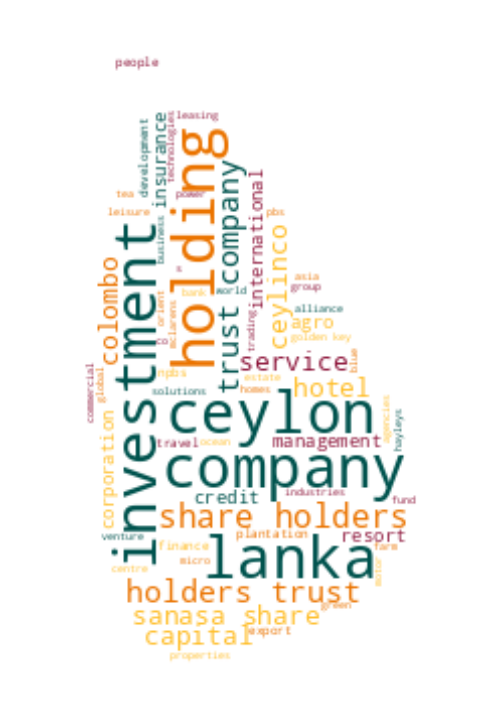 people
leasing
technologies
insurance
development
holding
trust company
international
tea
power
leisure
business
pbs
investment
colombo
ceylinco
s
asia
group
bank
world
orient
mclarens
alliance
trading
agro
golden key
co
service
blue
commercial
global
npbs
estate
hotel
solutions
homes
ceylon
agencies
hayleys
corporation
travel
ocean
management
company
credit
industries
fund
share holders
venture
plantation
resort
finance
lanka
farm
micro
centre
motor
holders trust
green
sanasa share
capital
export
properties